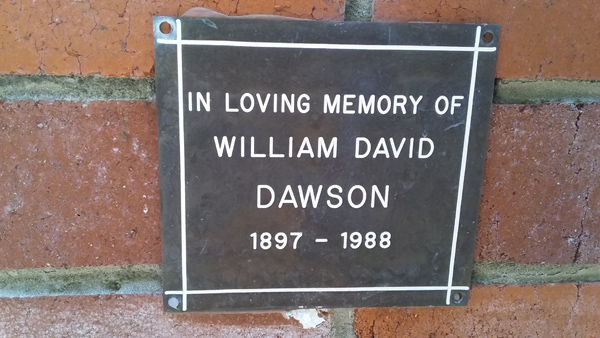 IN LOVING MEMORY OF
WILLIAM DAVID
DAWSON
1897 - 1988